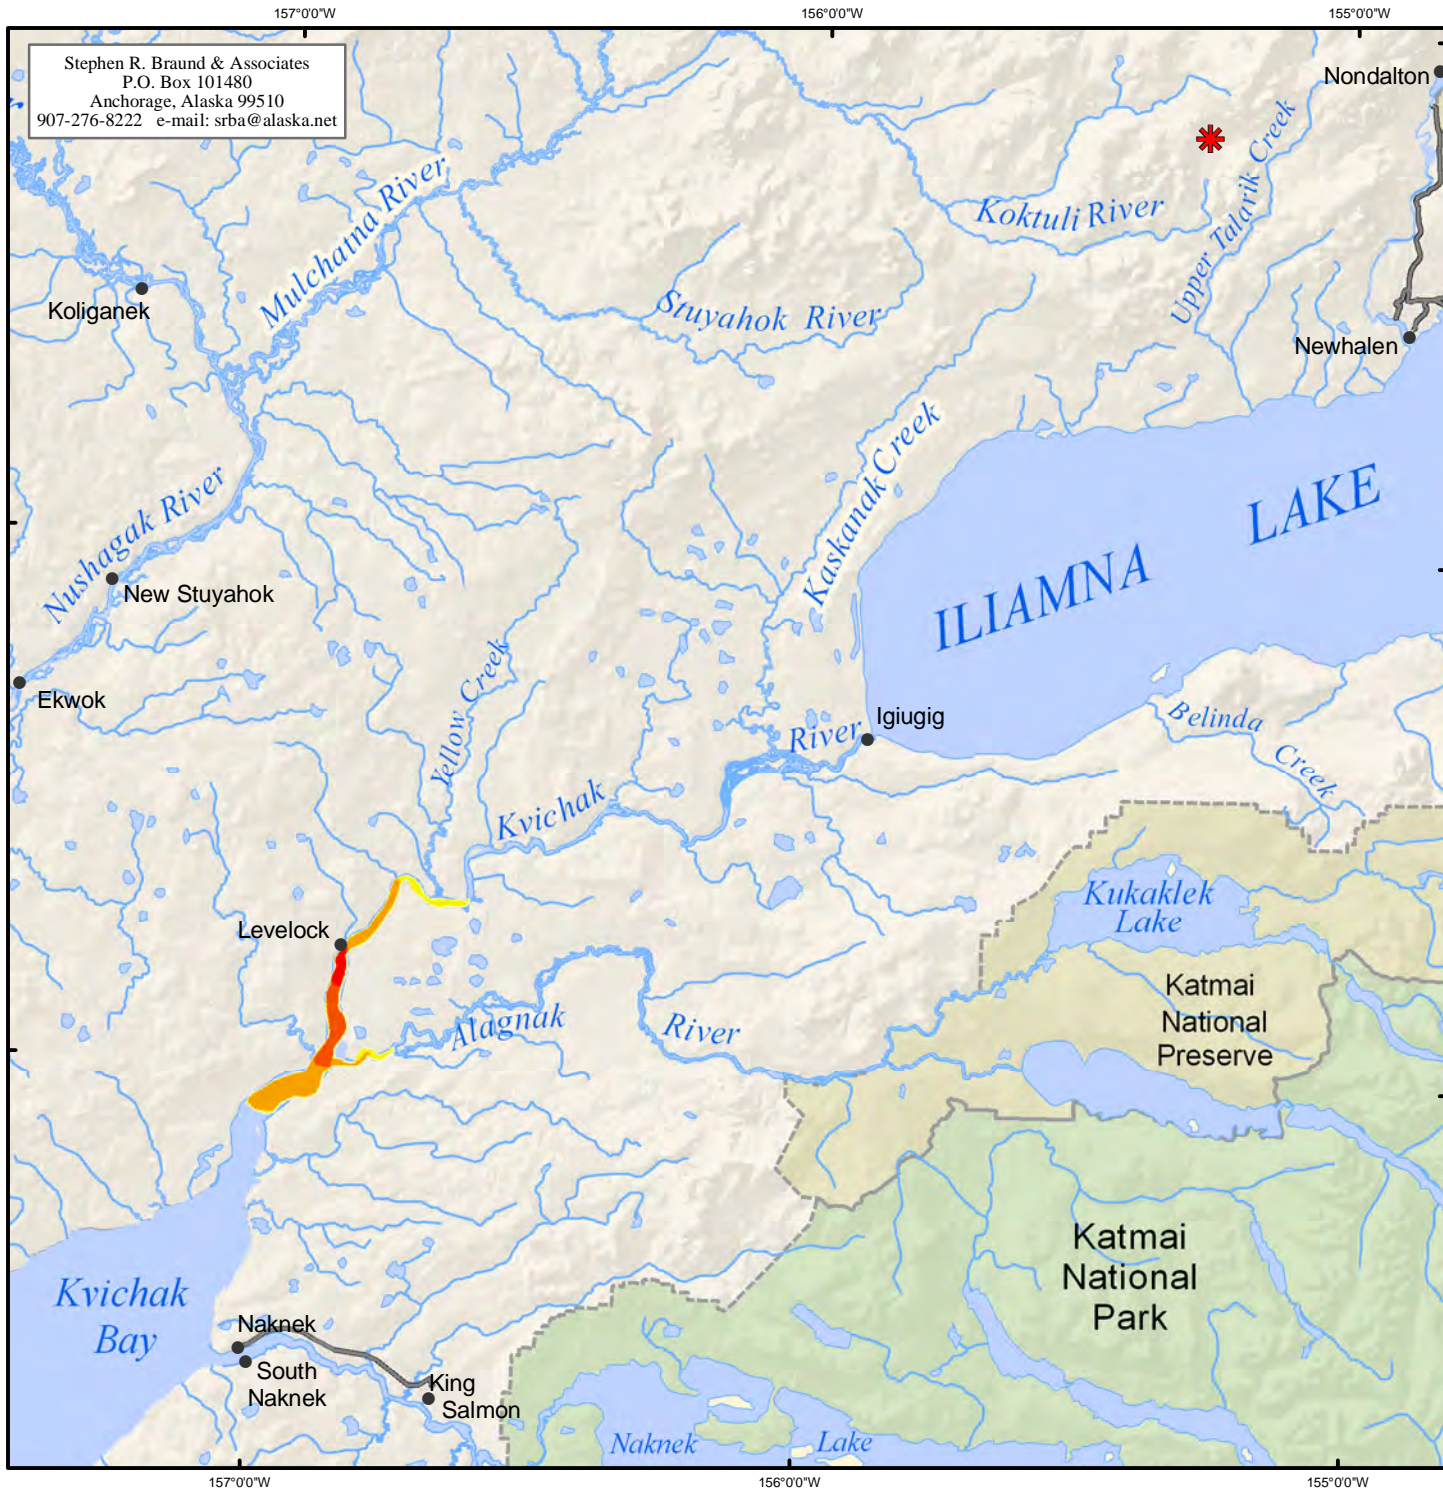 157°0'0"W
156°0'0"W
155°0'0"W
Stephen R. Braund & Associates
P.O. Box 101480
Anchorage, Alaska 99510
907-276-8222 e-mail: srba@alaska.net
Nondalton
Mulchatna River
Koktuli River
Upper Talarik Creek
Koliganek
Stuyahok River
Newhalen
Kaskanak Creek
Nushagak River
ILIAMNA LAKE
New Stuyahok
Ekwok
Yellow Creek
Igiugig
Kvichak River
Belinda Creek
Kukaklek
Lake
Levelock
Alagnak River
Katmai
National
Preserve
Katmai
National
Park
Kvichak
Bay
Naknek
South
Naknek
King
Salmon
Naknek Lake
157°0'0"W
156°0'0"W
155°0'0"W